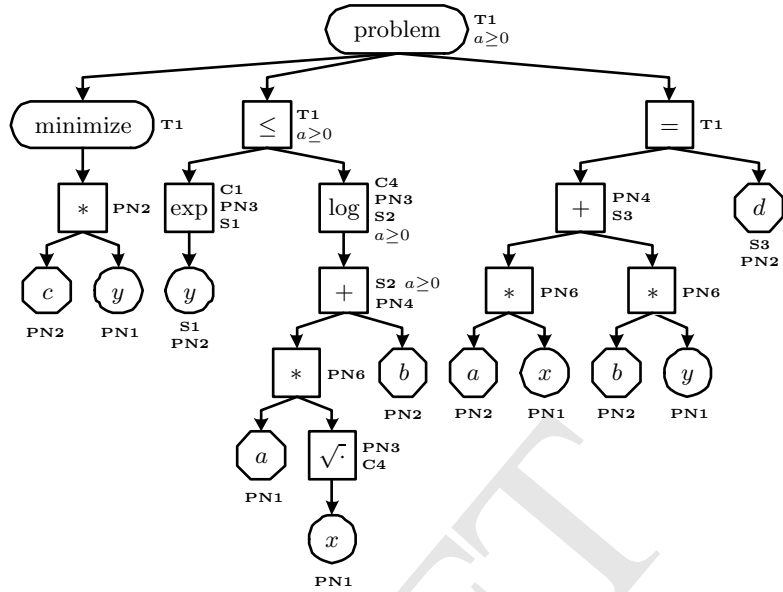 problem
T1
a≥0
minimize
T1
≤
T1
a≥0
=
T1
*
PN2
exp
C1
PN3
S1
log
C4
PN3
S2
a≥0
+
PN4
S3
d
S3
PN2
c
PN2
y
PN1
y
S1
PN2
+
S2 a≥0
PN4
*
PN6
*
PN6
*
PN6
b
PN2
a
PN2
x
PN1
b
PN2
y
PN1
a
PN1
√·
PN3
C4
x
PN1